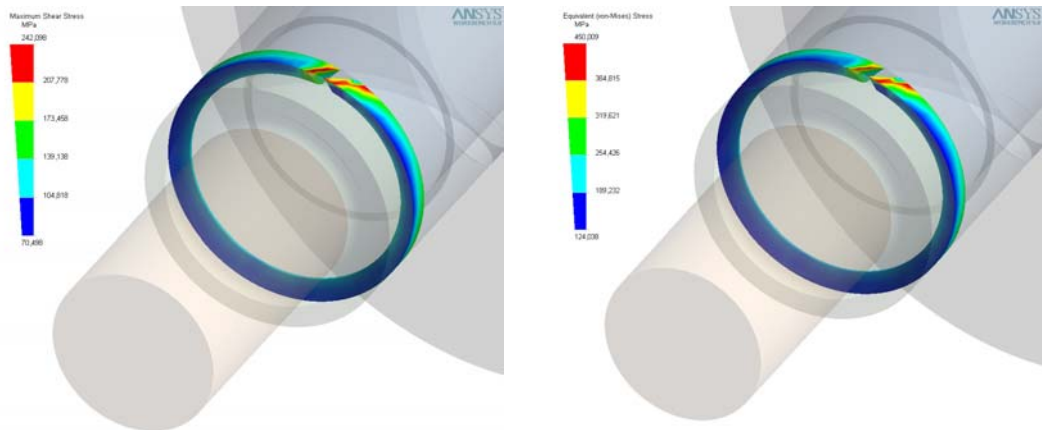 Maximum Shear Stress
MPa
242,098
207,778
173,458
139,138
104,818
70,498
ANSYS
Equivalent (von-Mises) Stress
MPa
450,009
384,815
319,621
254,426
189,232
124,038
ANSYS